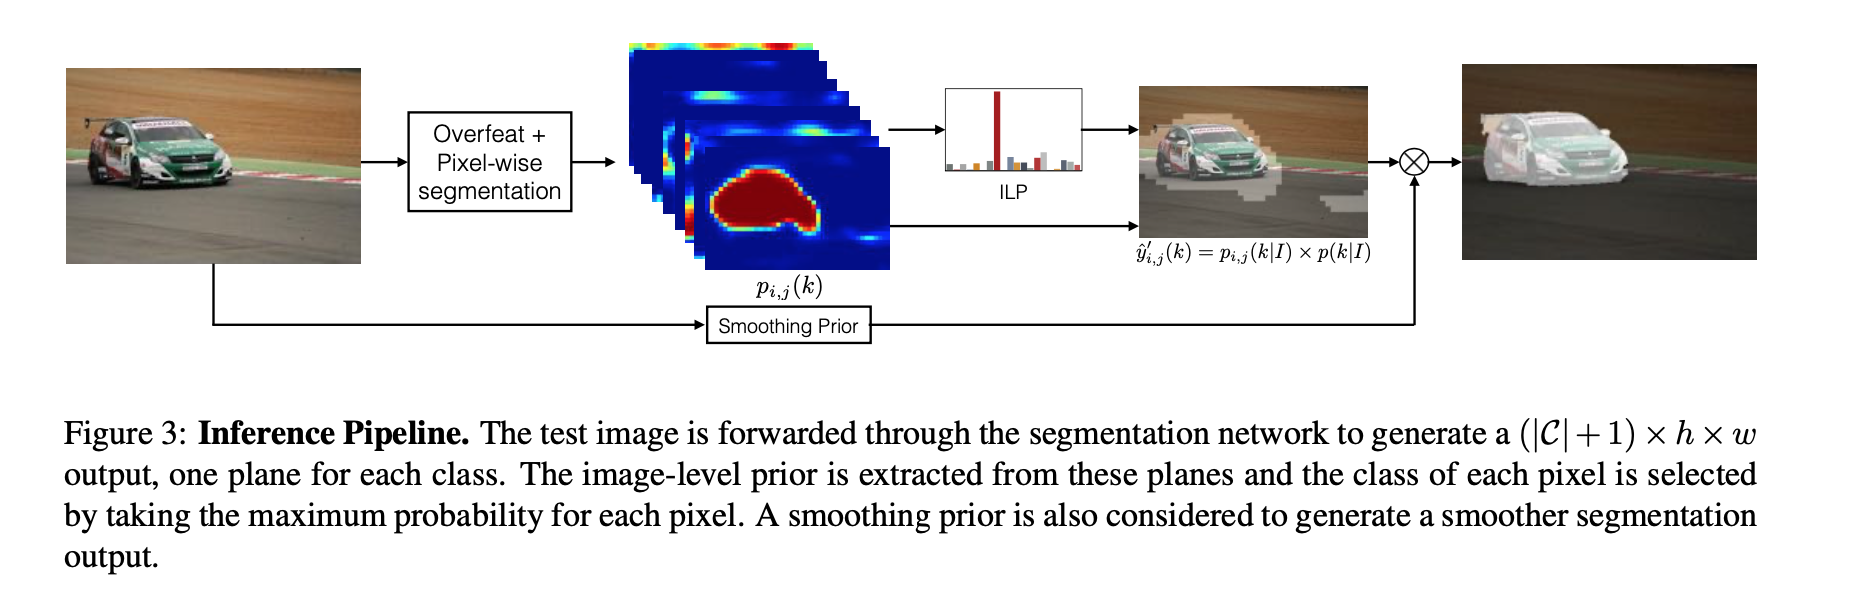 Overfeat +
Pixel-wise
segmentation
ILP
$\hat{y}'_{i,j}(k) = p_{i,j}(k|I) \times p(k|I)$
$p_{i,j}(k)$
Smoothing Prior
Figure 3: Inference Pipeline. The test image is forwarded through the segmentation network to generate a $(|\mathcal{C}|+1) \times h \times w$
output, one plane for each class. The image-level prior is extracted from these planes and the class of each pixel is selected
by taking the maximum probability for each pixel. A smoothing prior is also considered to generate a smoother segmentation
output.